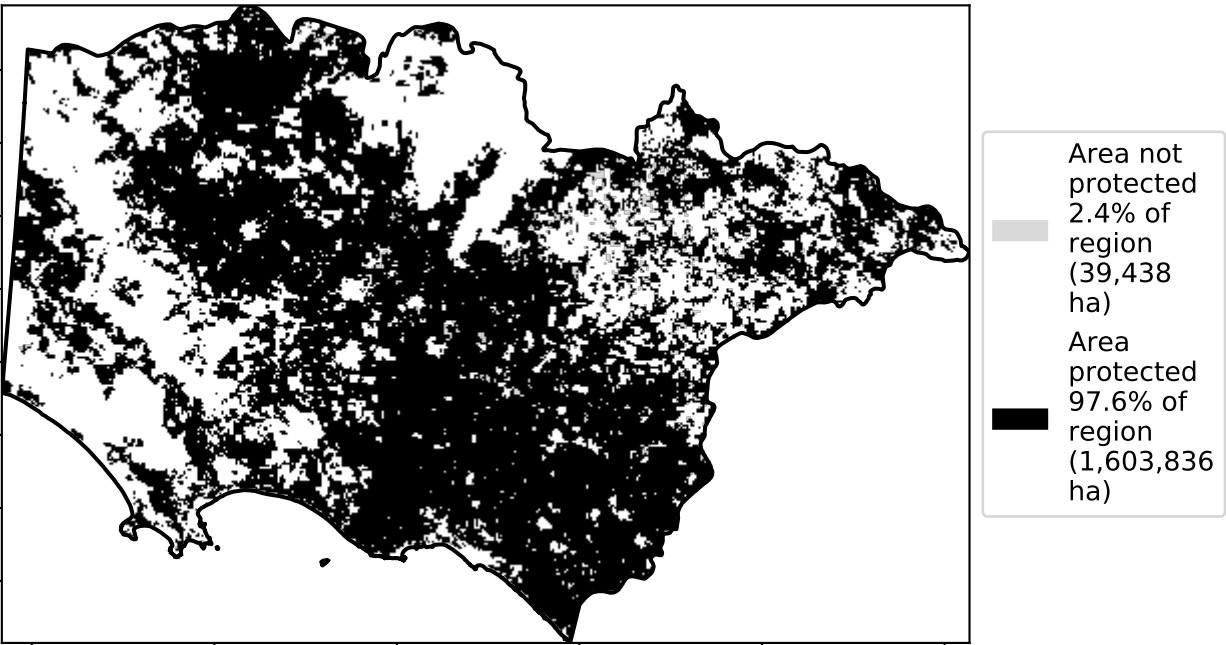 Area not
protected
2.4% of
region
(39,438
ha)
Area
protected
97.6% of
region
(1,603,836
ha)